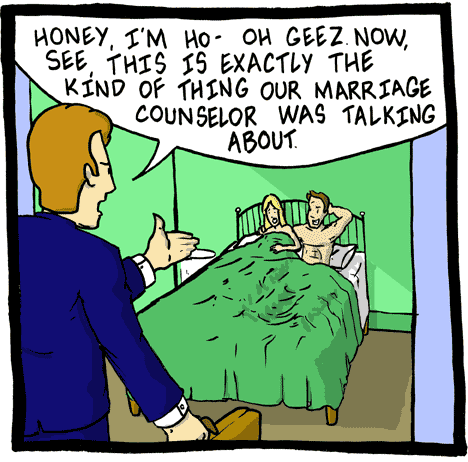 HONEY, I'M HO- OH GEEZ. NOW,
SEE, THIS IS EXACTLY THE
KIND OF THING OUR MARRIAGE
COUNSELOR WAS TALKING
ABOUT.